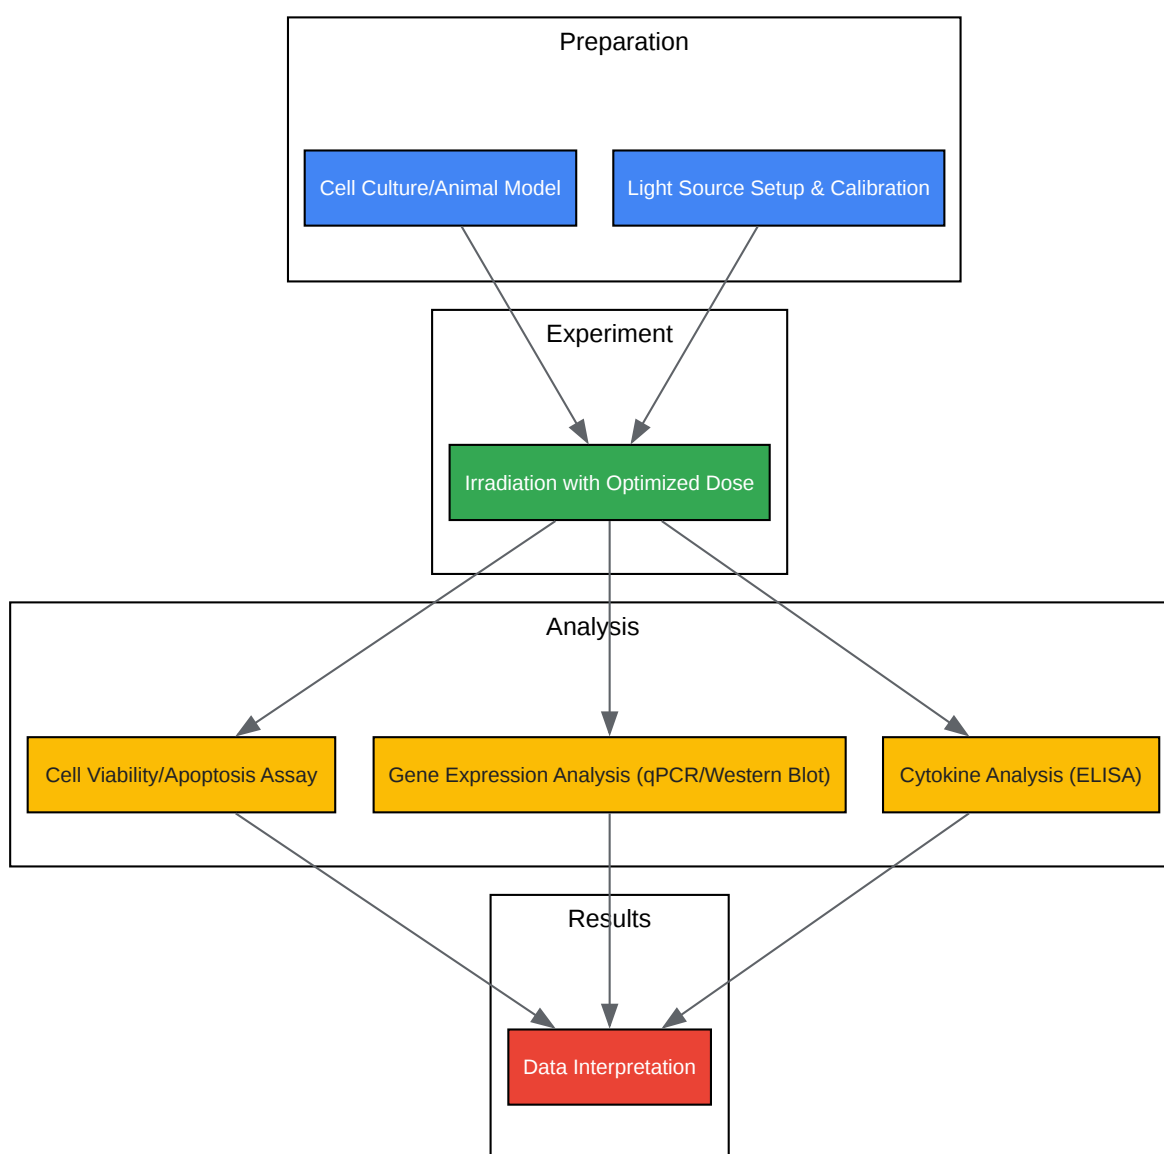 Preparation
Cell Culture/Animal Model
Light Source Setup & Calibration
Experiment
Irradiation with Optimized Dose
Analysis
Cell Viability/Apoptosis Assay
Gene Expression Analysis (qPCR/Western Blot)
Cytokine Analysis (ELISA)
Results
Data Interpretation